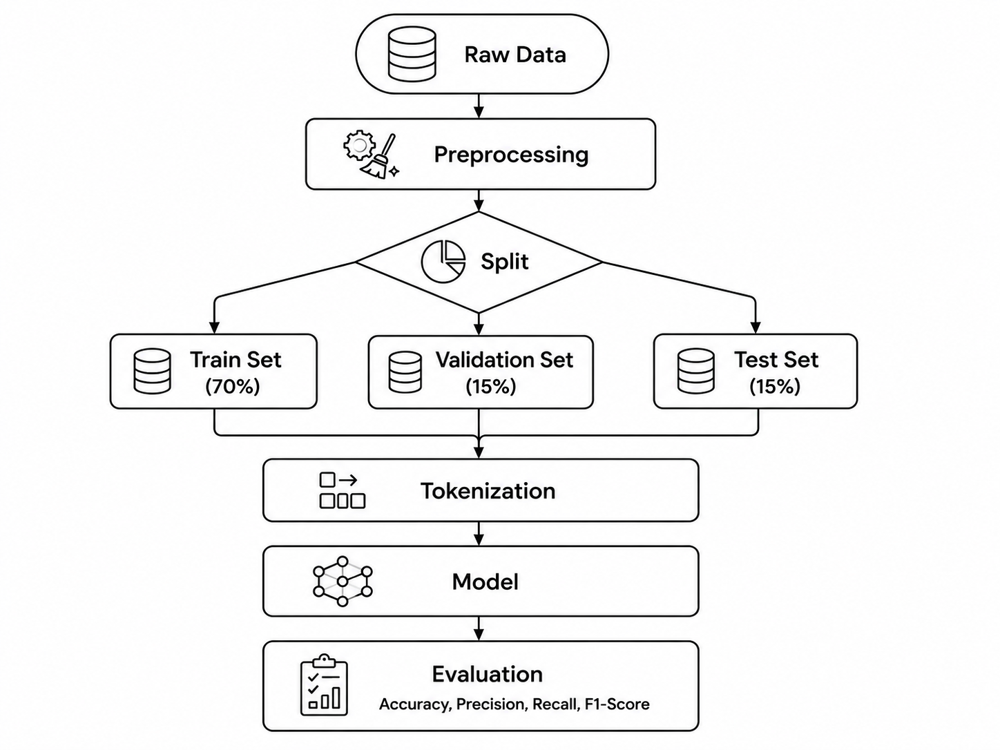 Raw Data
Preprocessing
Split
Train Set
(70%)
Validation Set
(15%)
Test Set
(15%)
Tokenization
Model
Evaluation
Accuracy, Precision, Recall, F1-Score